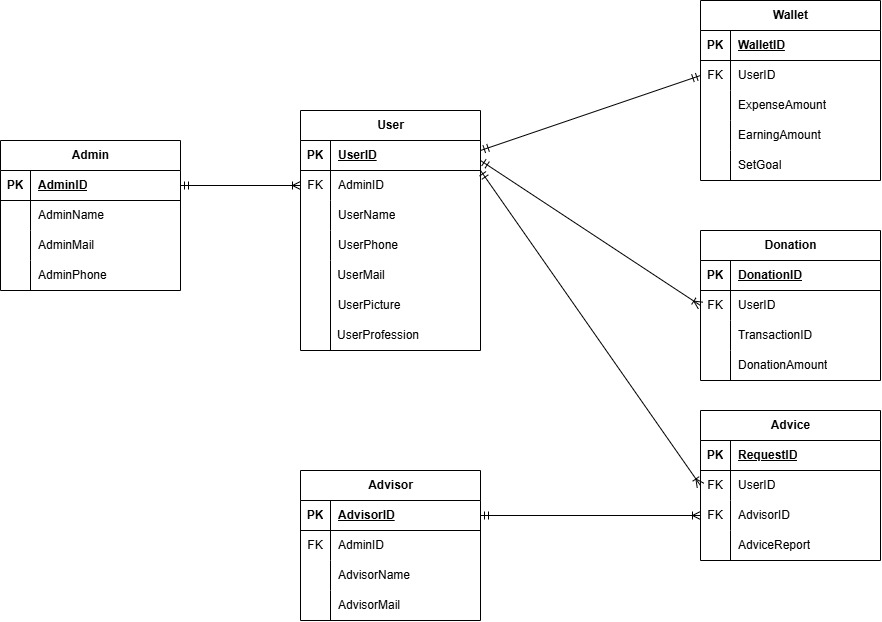 Admin
PK AdminID
AdminName
AdminMail
AdminPhone
User
PK UserID
FK AdminID
UserName
UserPhone
UserMail
UserPicture
UserProfession
Advisor
PK AdvisorID
FK AdminID
AdvisorName
AdvisorMail
Wallet
PK WalletID
FK UserID
ExpenseAmount
EarningAmount
SetGoal
Donation
PK DonationID
FK UserID
TransactionID
DonationAmount
Advice
PK RequestID
FK UserID
FK AdvisorID
AdviceReport